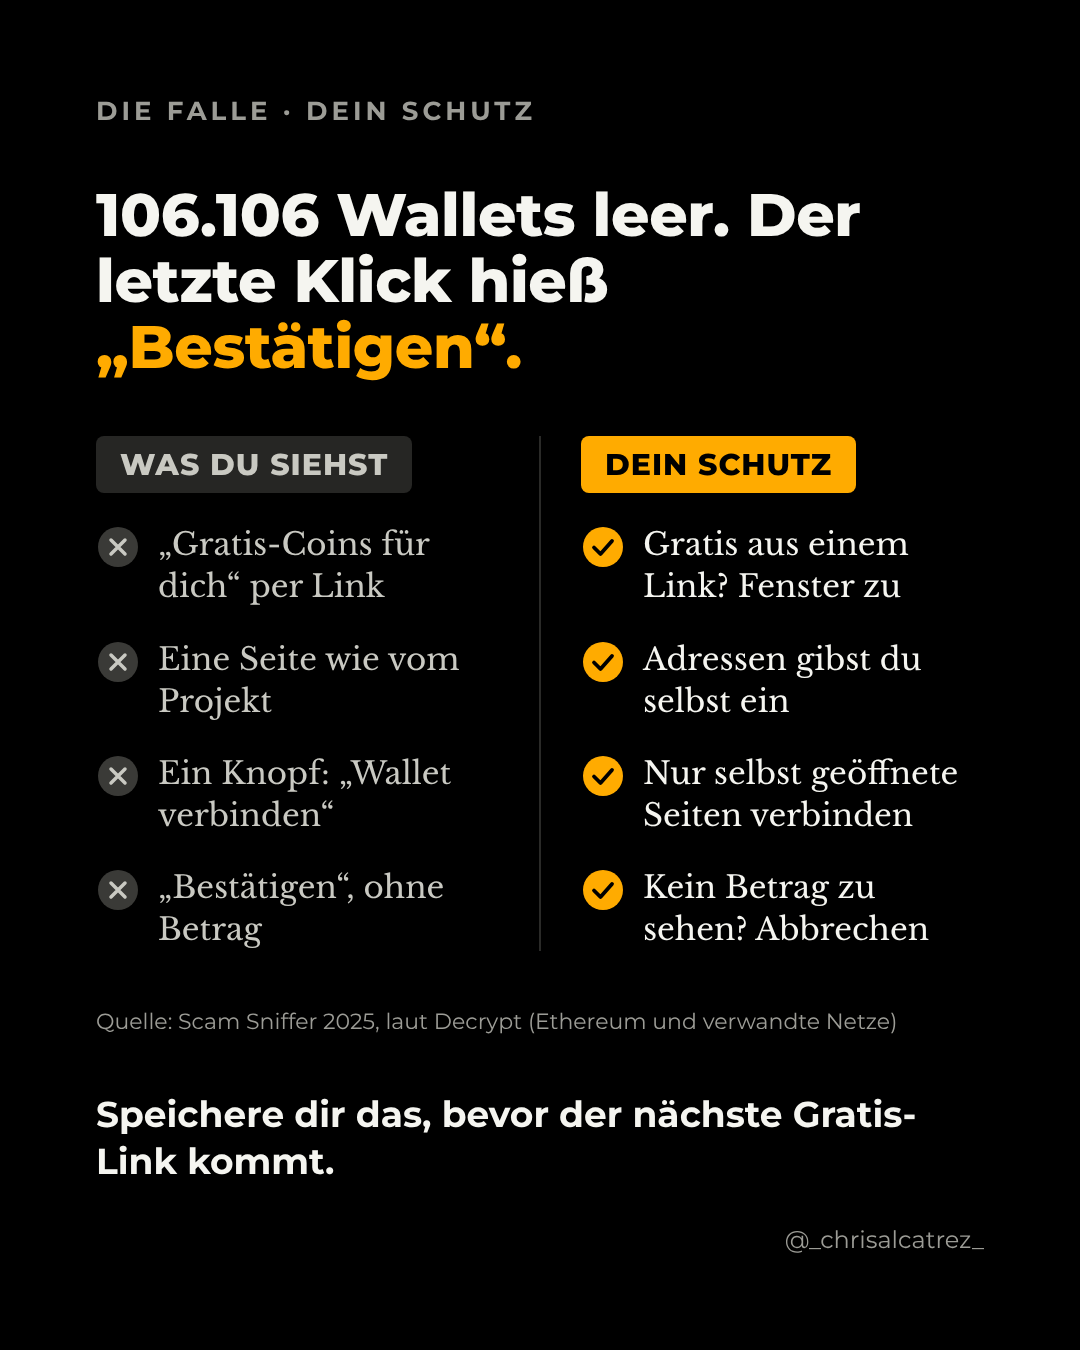 DIE FALLE · DEIN SCHUTZ
106.106 Wallets leer. Der
letzte Klick hieß
„Bestätigen“.
WAS DU SIEHST
„Gratis-Coins für
dich“ per Link
Eine Seite wie vom
Projekt
Ein Knopf: „Wallet
verbinden“
„Bestätigen“, ohne
Betrag
DEIN SCHUTZ
Gratis aus einem
Link? Fenster zu
Adressen gibst du
selbst ein
Nur selbst geöffnete
Seiten verbinden
Kein Betrag zu
sehen? Abbrechen
Quelle: Scam Sniffer 2025, laut Decrypt (Ethereum und verwandte Netze)
Speichere dir das, bevor der nächste Gratis-
Link kommt.
@_chrisalcatrez_